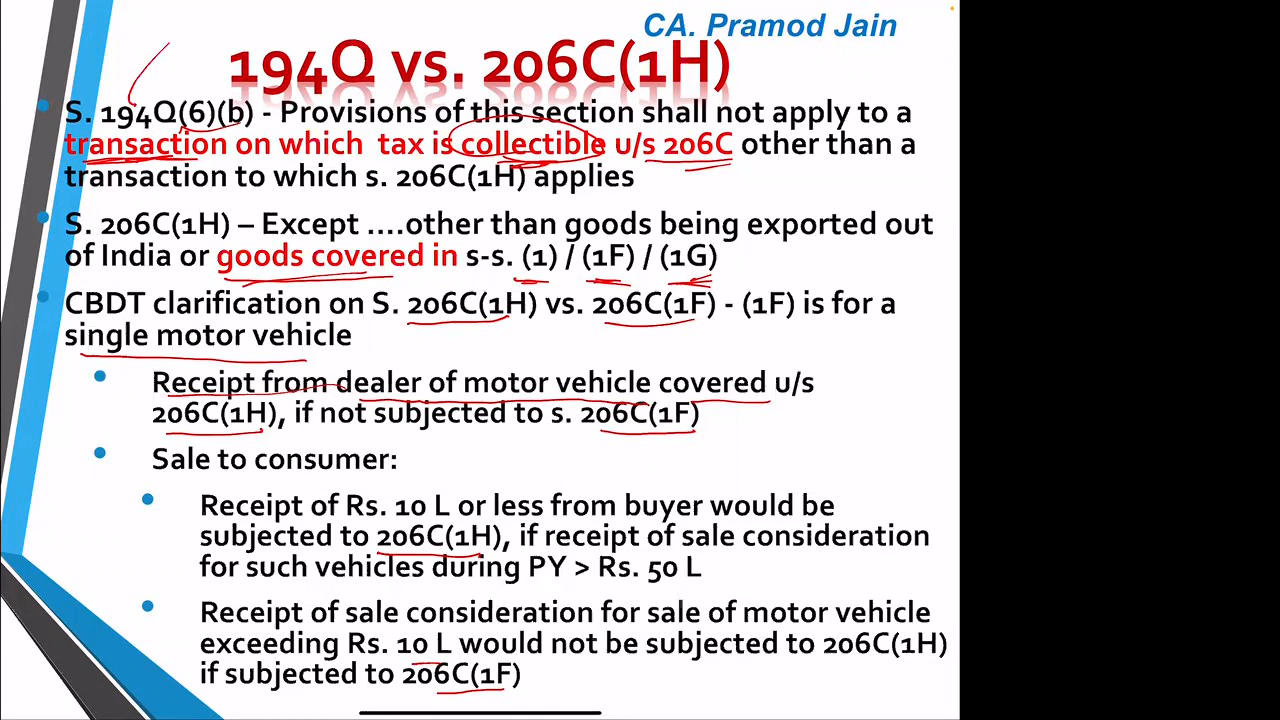 CA. Pramod Jain
194Q vs. 206C(1H)
• S. 194Q(6)(b) - Provisions of this section shall not apply to a
transaction on which tax is collectible u/s 206C other than a
transaction to which s. 206C(1H) applies
• S. 206C(1H) – Except ....other than goods being exported out
of India or goods covered in s-s. (1) / (1F) / (1G)
• CBDT clarification on S. 206C(1H) vs. 206C(1F) - (1F) is for a
single motor vehicle
• Receipt from dealer of motor vehicle covered u/s
206C(1H), if not subjected to s. 206C(1F)
• Sale to consumer:
• Receipt of Rs. 10 L or less from buyer would be
subjected to 206C(1H), if receipt of sale consideration
for such vehicles during PY > Rs. 50 L
• Receipt of sale consideration for sale of motor vehicle
exceeding Rs. 10 L would not be subjected to 206C(1H)
if subjected to 206C(1F)